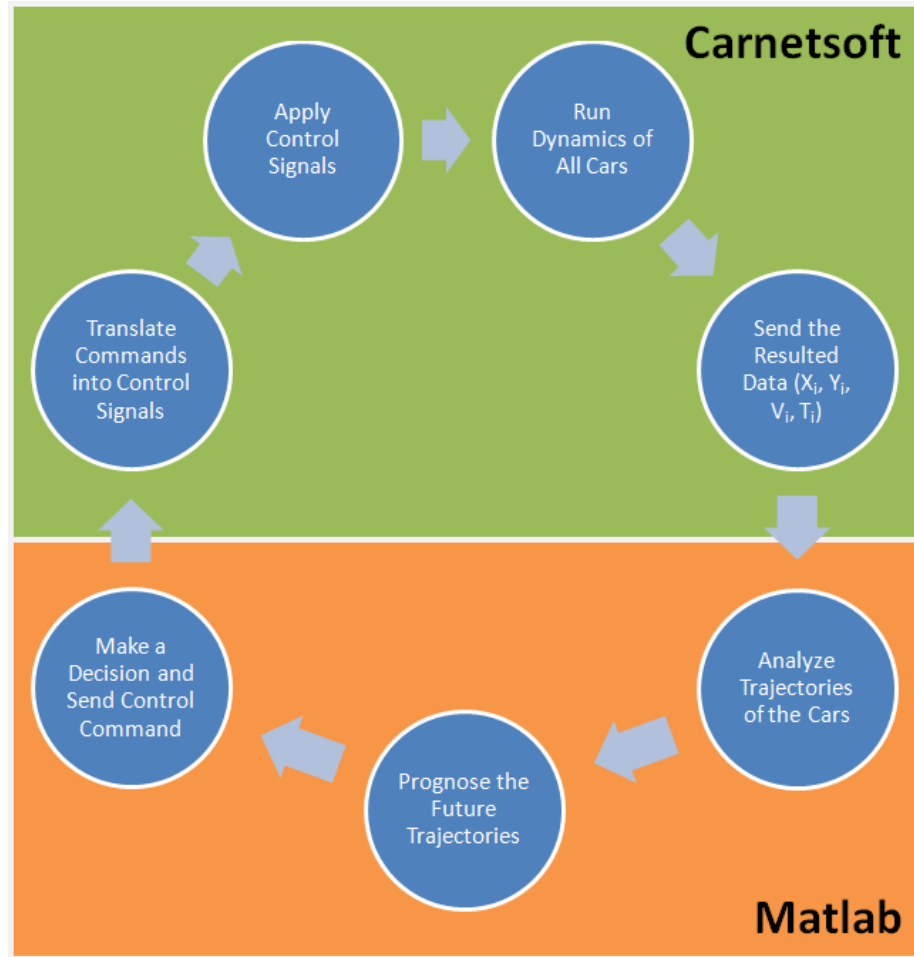 Carnetsoft
Apply
Control
Signals
Run
Dynamics of
All Cars
Translate
Commands
into Control
Signals
Send the
Resulted
Data (Xᵢ, Yᵢ,
Vᵢ, Tᵢ)
Make a
Decision and
Send Control
Command
Analyze
Trajectories
of the Cars
Prognose the
Future
Trajectories
Matlab